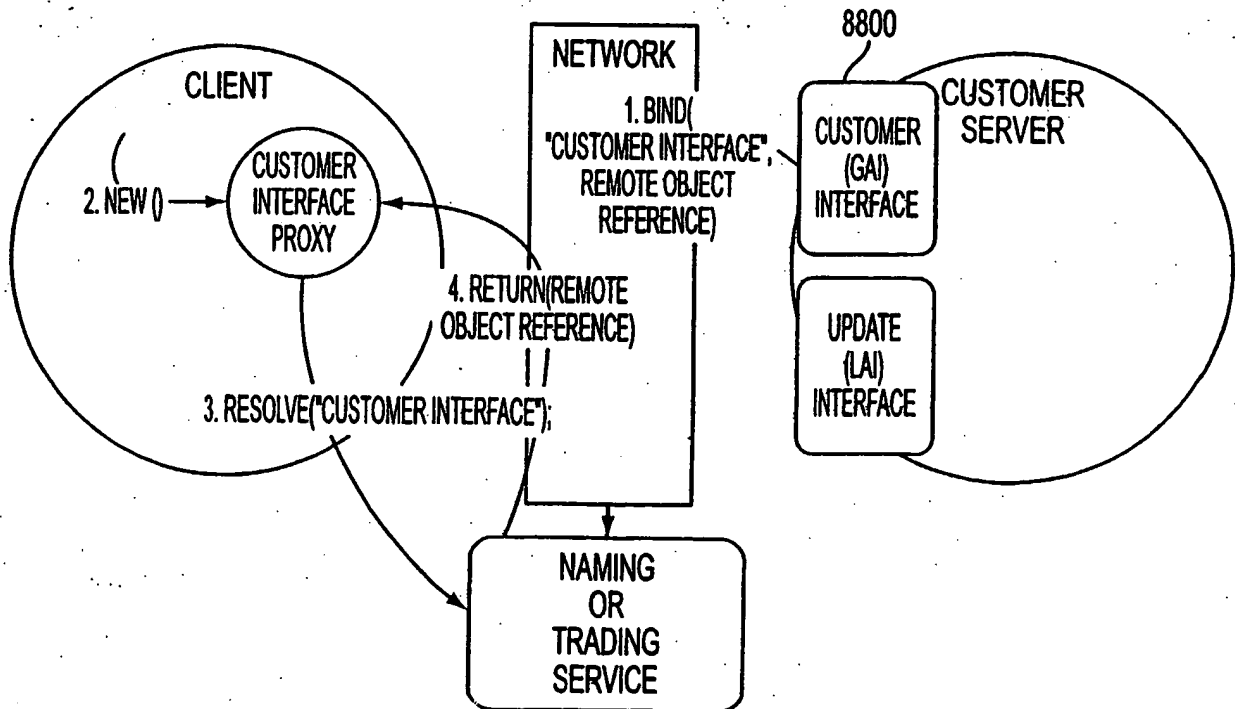 8800
NETWORK
CLIENT
CUSTOMER
SERVER
1. BIND(
"CUSTOMER INTERFACE",
REMOTE OBJECT
REFERENCE)
CUSTOMER
(GAI)
INTERFACE
CUSTOMER
INTERFACE
PROXY
2. NEW ()
4. RETURN(REMOTE
OBJECT REFERENCE)
UPDATE
(LAI)
INTERFACE
3. RESOLVE("CUSTOMER INTERFACE");
NAMING
OR
TRADING
SERVICE